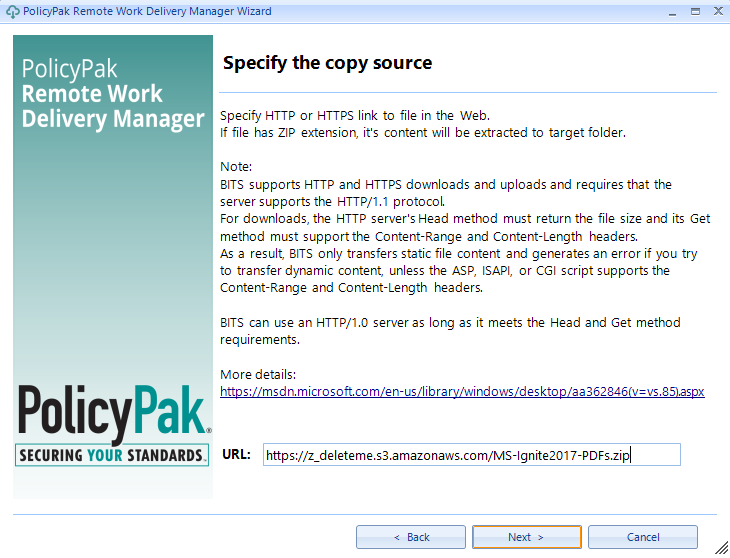 PolicyPak Remote Work Delivery Manager Wizard
PolicyPak
Remote Work
Delivery Manager
Specify the copy source
Specify HTTP or HTTPS link to file in the Web.
If file has ZIP extension, it's content will be extracted to target folder.
Note:
BITS supports HTTP and HTTPS downloads and uploads and requires that the
server supports the HTTP/1.1 protocol.
For downloads, the HTTP server's Head method must return the file size and its Get
method must support the Content-Range and Content-Length headers.
As a result, BITS only transfers static file content and generates an error if you try
to transfer dynamic content, unless the ASP, ISAPI, or CGI script supports the
Content-Range and Content-Length headers.
BITS can use an HTTP/1.0 server as long as it meets the Head and Get method
requirements.
More details:
https://msdn.microsoft.com/en-us/library/windows/desktop/aa362846(v=vs.85).aspx
PolicyPak®
SECURING YOUR STANDARDS.
URL: https://z_deleteme.s3.amazonaws.com/MS-Ignite2017-PDFs.zip
< Back Next > Cancel